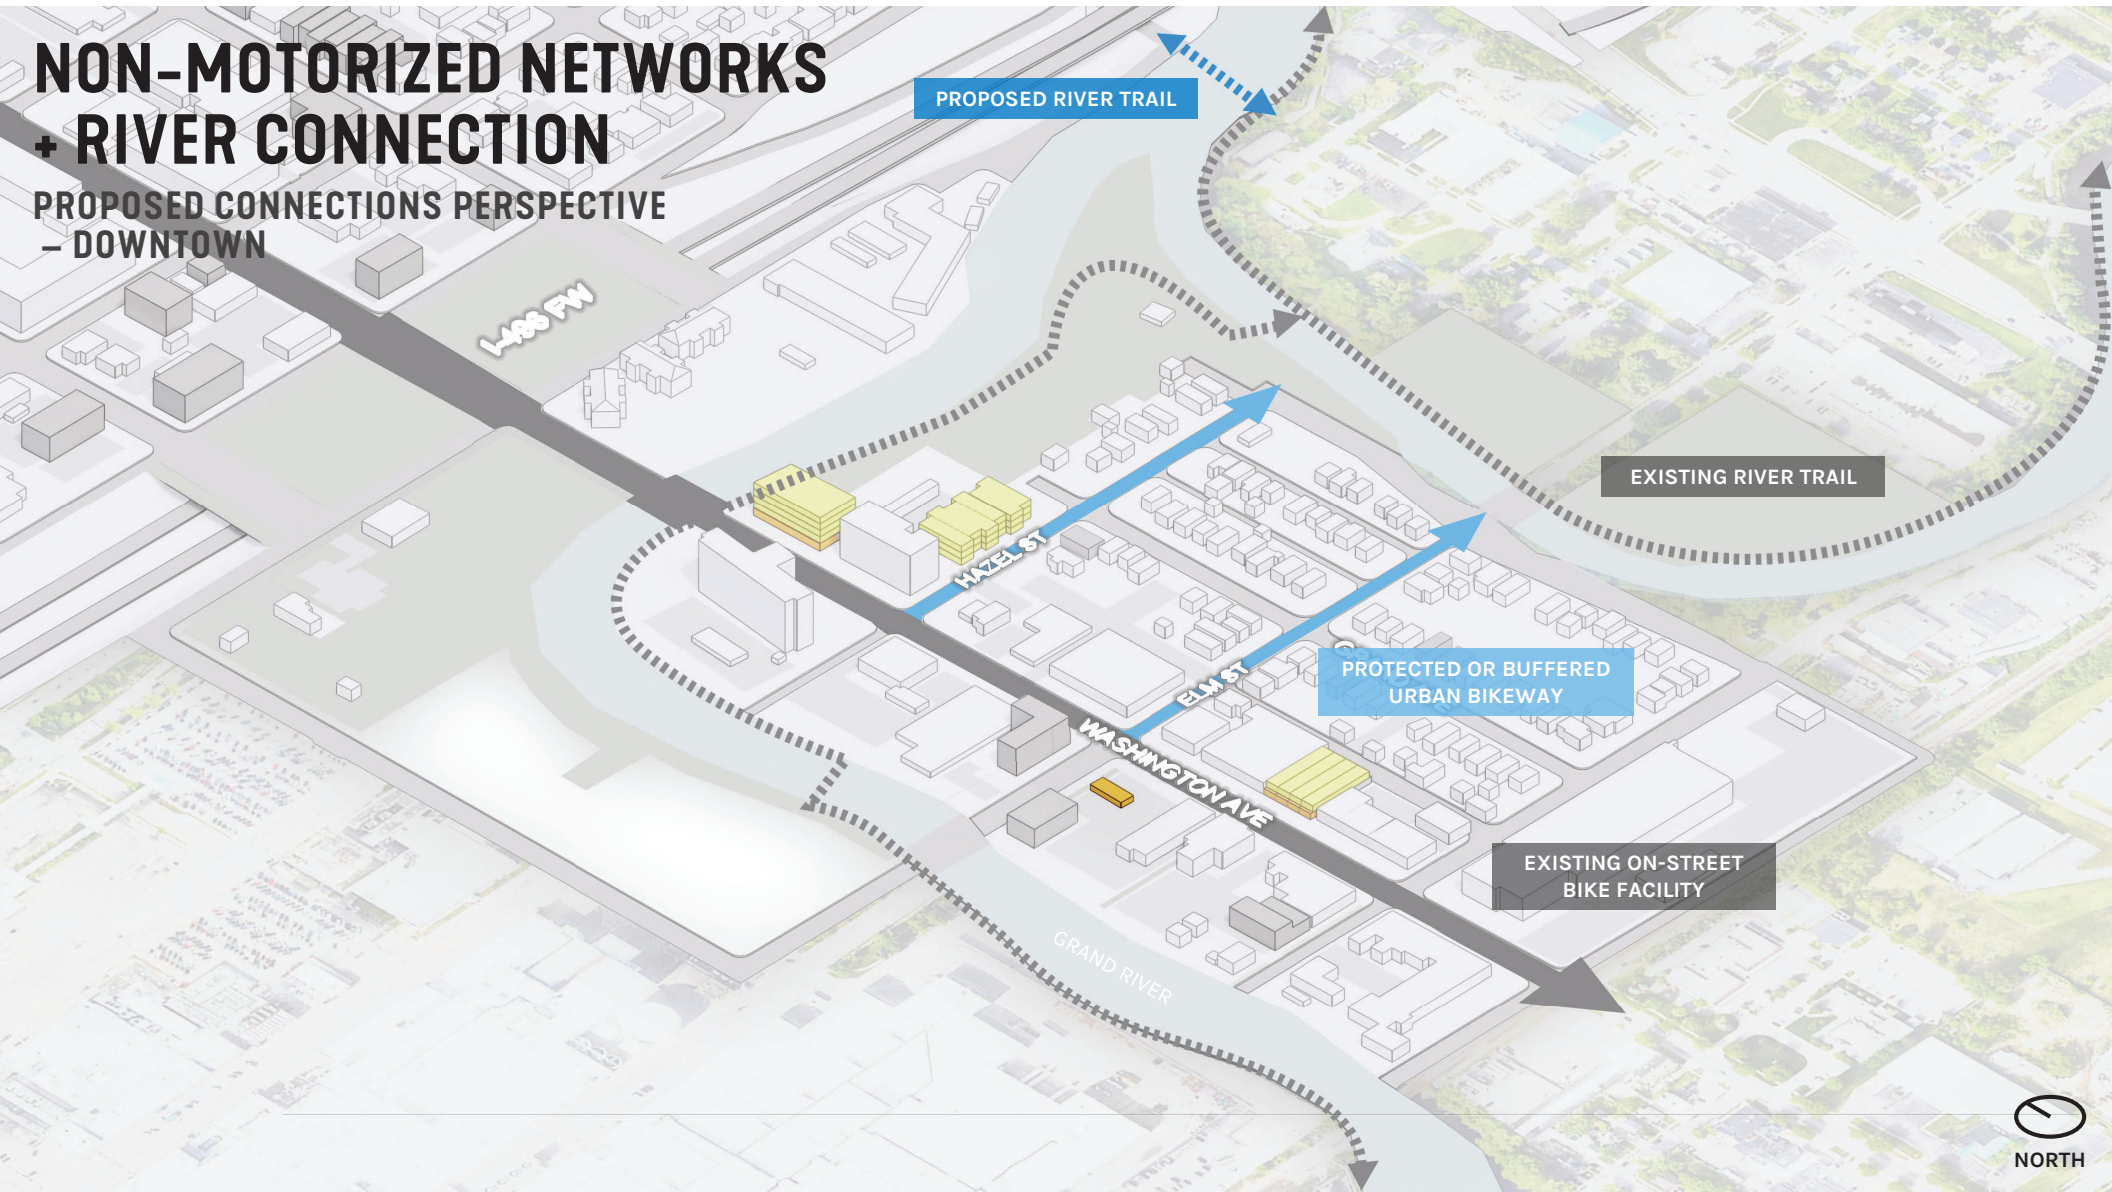 NON-MOTORIZED NETWORKS
+ RIVER CONNECTION
PROPOSED CONNECTIONS PERSPECTIVE
– DOWNTOWN
PROPOSED RIVER TRAIL
I-496 FW
EXISTING RIVER TRAIL
HAZEL ST
ELM ST
PROTECTED OR BUFFERED
URBAN BIKEWAY
WASHINGTON AVE
EXISTING ON-STREET
BIKE FACILITY
GRAND RIVER
NORTH